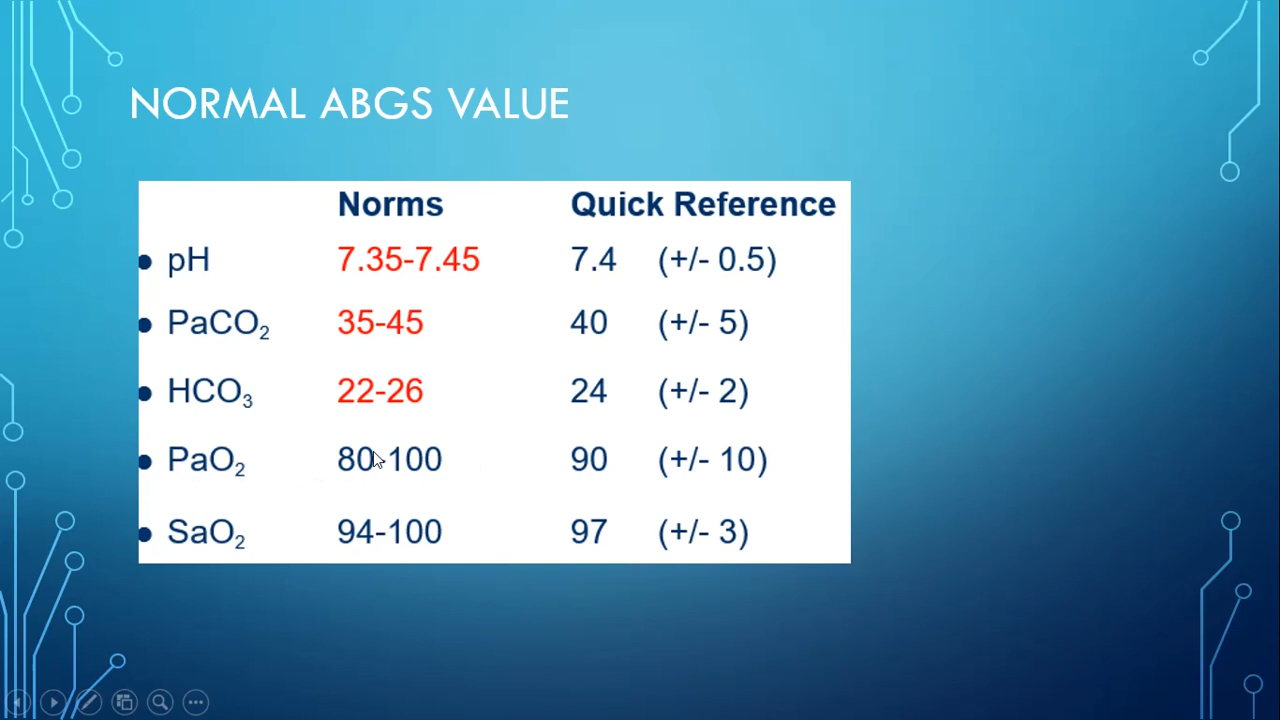 NORMAL ABGS VALUE
Norms Quick Reference
• pH 7.35-7.45 7.4 (+/- 0.5)
• PaCO₂ 35-45 40 (+/- 5)
• HCO₃ 22-26 24 (+/- 2)
• PaO₂ 80-100 90 (+/- 10)
• SaO₂ 94-100 97 (+/- 3)